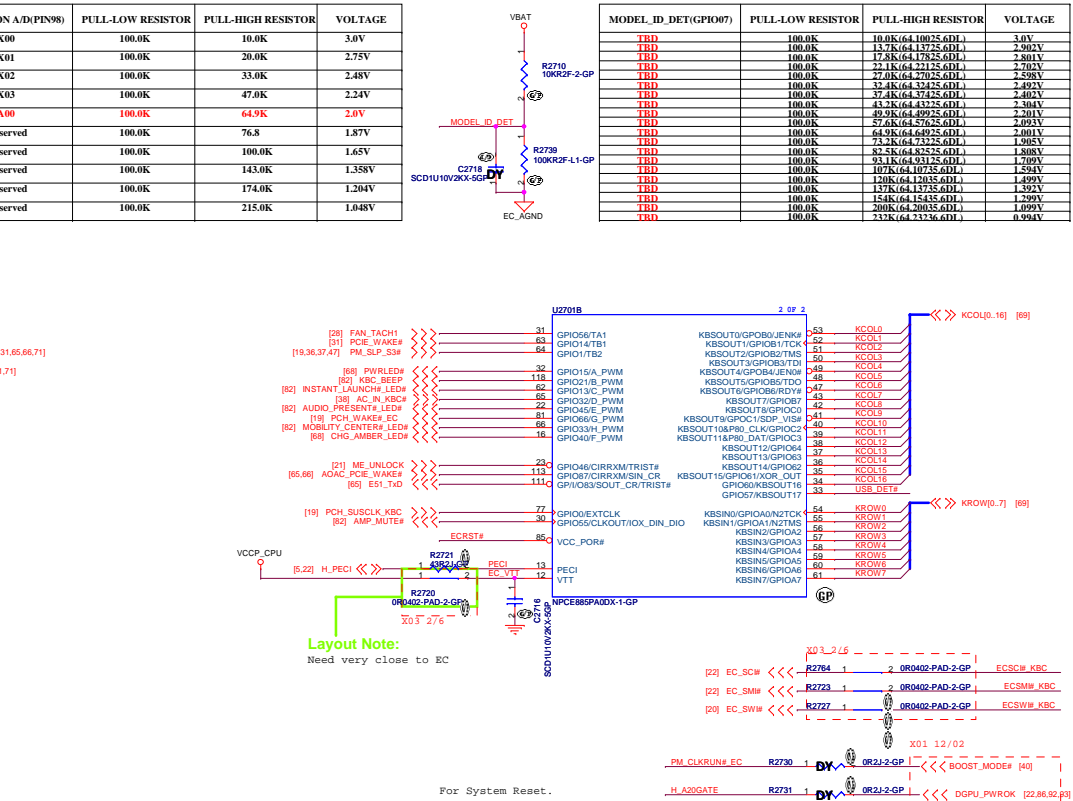 ON A/D(PIN98) PULL-LOW RESISTOR PULL-HIGH RESISTOR VOLTAGE
X00 100.0K 10.0K 3.0V
X01 100.0K 20.0K 2.75V
X02 100.0K 33.0K 2.48V
X03 100.0K 47.0K 2.24V
A00 100.0K 64.9K 2.0V
served 100.0K 76.8 1.87V
served 100.0K 100.0K 1.65V
served 100.0K 143.0K 1.358V
served 100.0K 174.0K 1.204V
served 100.0K 215.0K 1.048V
VBAT
1
R2710
10KR2F-2-GP
2
MODEL_ID_DET
1
R2739
100KR2F-L1-GP
2
C2718
SCD1U10V2KX-5GP
DY
EC_AGND
MODEL_ID_DET(GPIO07) PULL-LOW RESISTOR PULL-HIGH RESISTOR VOLTAGE
TBD 100.0K 10.0K(64.10025.6DL) 3.0V
TBD 100.0K 13.7K(64.13725.6DL) 2.902V
TBD 100.0K 17.8K(64.17825.6DL) 2.801V
TBD 100.0K 22.1K(64.22125.6DL) 2.702V
TBD 100.0K 27.0K(64.27025.6DL) 2.598V
TBD 100.0K 32.4K(64.32425.6DL) 2.492V
TBD 100.0K 37.4K(64.37425.6DL) 2.402V
TBD 100.0K 43.2K(64.43225.6DL) 2.304V
TBD 100.0K 49.9K(64.49925.6DL) 2.201V
TBD 100.0K 57.6K(64.57625.6DL) 2.093V
TBD 100.0K 64.9K(64.64925.6DL) 2.001V
TBD 100.0K 73.2K(64.73225.6DL) 1.905V
TBD 100.0K 82.5K(64.82525.6DL) 1.808V
TBD 100.0K 93.1K(64.93125.6DL) 1.709V
TBD 100.0K 107K(64.10735.6DL) 1.594V
TBD 100.0K 120K(64.12035.6DL) 1.499V
TBD 100.0K 137K(64.13735.6DL) 1.392V
TBD 100.0K 154K(64.15435.6DL) 1.299V
TBD 100.0K 200K(64.20035.6DL) 1.099V
TBD 100.0K 232K(64.23236.6DL) 0.994V
31,65,66,71]
,71]
U2701B 2 OF 2
[28] FAN_TACH1 31 GPIO56/TA1
[31] PCIE_WAKE# 63 GPIO14/TB1
[19,36,37,47] PM_SLP_S3# 64 GPIO1/TB2
[68] PWRLED# 32 GPIO15/A_PWM
[82] KBC_BEEP 118 GPIO21/B_PWM
[82] INSTANT_LAUNCH#_LED# 62 GPIO13/C_PWM
[38] AC_IN_KBC# 65 GPIO32/D_PWM
[82] AUDIO_PRESENT#_LED# 22 GPIO45/E_PWM
[19] PCH_WAKE#_EC 81 GPIO66/G_PWM
[82] MOBILITY_CENTER#_LED# 66 GPIO33/H_PWM
[68] CHG_AMBER_LED# 16 GPIO40/F_PWM
[21] ME_UNLOCK 23 GPIO46/CIRRXM/TRIST#
[65,66] AOAC_PCIE_WAKE# 113 GPIO87/CIRRXM/SIN_CR
[65] E51_TxD 111 GP/I/O83/SOUT_CR/TRIST#
[19] PCH_SUSCLK_KBC 77 GPIO0/EXTCLK
[82] AMP_MUTE# 30 GPIO55/CLKOUT/IOX_DIN_DIO
ECRST# 85 VCC_POR#
VCCP_CPU
[5,22] H_PECI R2721 43R2J-GP PECI 13 PECI
1 2 EC_VTT 12 VTT
R2720
0R0402-PAD-2-GP
X03 2/6
1
2
C2716
SCD1U10V2KX-5GP
NPCE885PA0DX-1-GP
Layout Note:
Need very close to EC
KBSOUT0/GPOB0/JENK# 53 KCOL0
KBSOUT1/GPIOB1/TCK 52 KCOL1
KBSOUT2/GPIOB2/TMS 51 KCOL2
KBSOUT3/GPIOB3/TDI 50 KCOL3
KBSOUT4/GPOB4/JEN0# 49 KCOL4
KBSOUT5/GPIOB5/TDO 48 KCOL5
KBSOUT6/GPIOB6/RDY# 47 KCOL6
KBSOUT7/GPIOB7 43 KCOL7
KBSOUT8/GPIOC0 42 KCOL8
KBSOUT9/GPOC1/SDP_VIS# 41 KCOL9
KBSOUT10&P80_CLK/GPIOC2 40 KCOL10
KBSOUT11&P80_DAT/GPIOC3 39 KCOL11
KBSOUT12/GPIO64 38 KCOL12
KBSOUT13/GPIO63 37 KCOL13
KBSOUT14/GPIO62 36 KCOL14
KBSOUT15/GPIO61/XOR_OUT 35 KCOL15
GPIO60/KBSOUT16 34 KCOL16
GPIO57/KBSOUT17 33 USB_DET#
KBSIN0/GPIOA0/N2TCK 54 KROW0
KBSIN1/GPIOA1/N2TMS 55 KROW1
KBSIN2/GPIOA2 56 KROW2
KBSIN3/GPIOA3 57 KROW3
KBSIN4/GPIOA4 58 KROW4
KBSIN5/GPIOA5 59 KROW5
KBSIN6/GPIOA6 60 KROW6
KBSIN7/GPIOA7 61 KROW7
KCOL[0..16] [69]
KROW[0..7] [69]
GP
X03 2/6
[22] EC_SCI# R2764 1 2 0R0402-PAD-2-GP ECSCI#_KBC
[22] EC_SMI# R2723 1 2 0R0402-PAD-2-GP ECSMI#_KBC
[20] EC_SWI# R2727 1 2 0R0402-PAD-2-GP ECSWI#_KBC
X01 12/02
PM_CLKRUN#_EC R2730 1 DY 0R2J-2-GP BOOST_MODE# [40]
H_A20GATE R2731 1 DY 0R2J-2-GP DGPU_PWROK [22,86,92,93]
For System Reset.